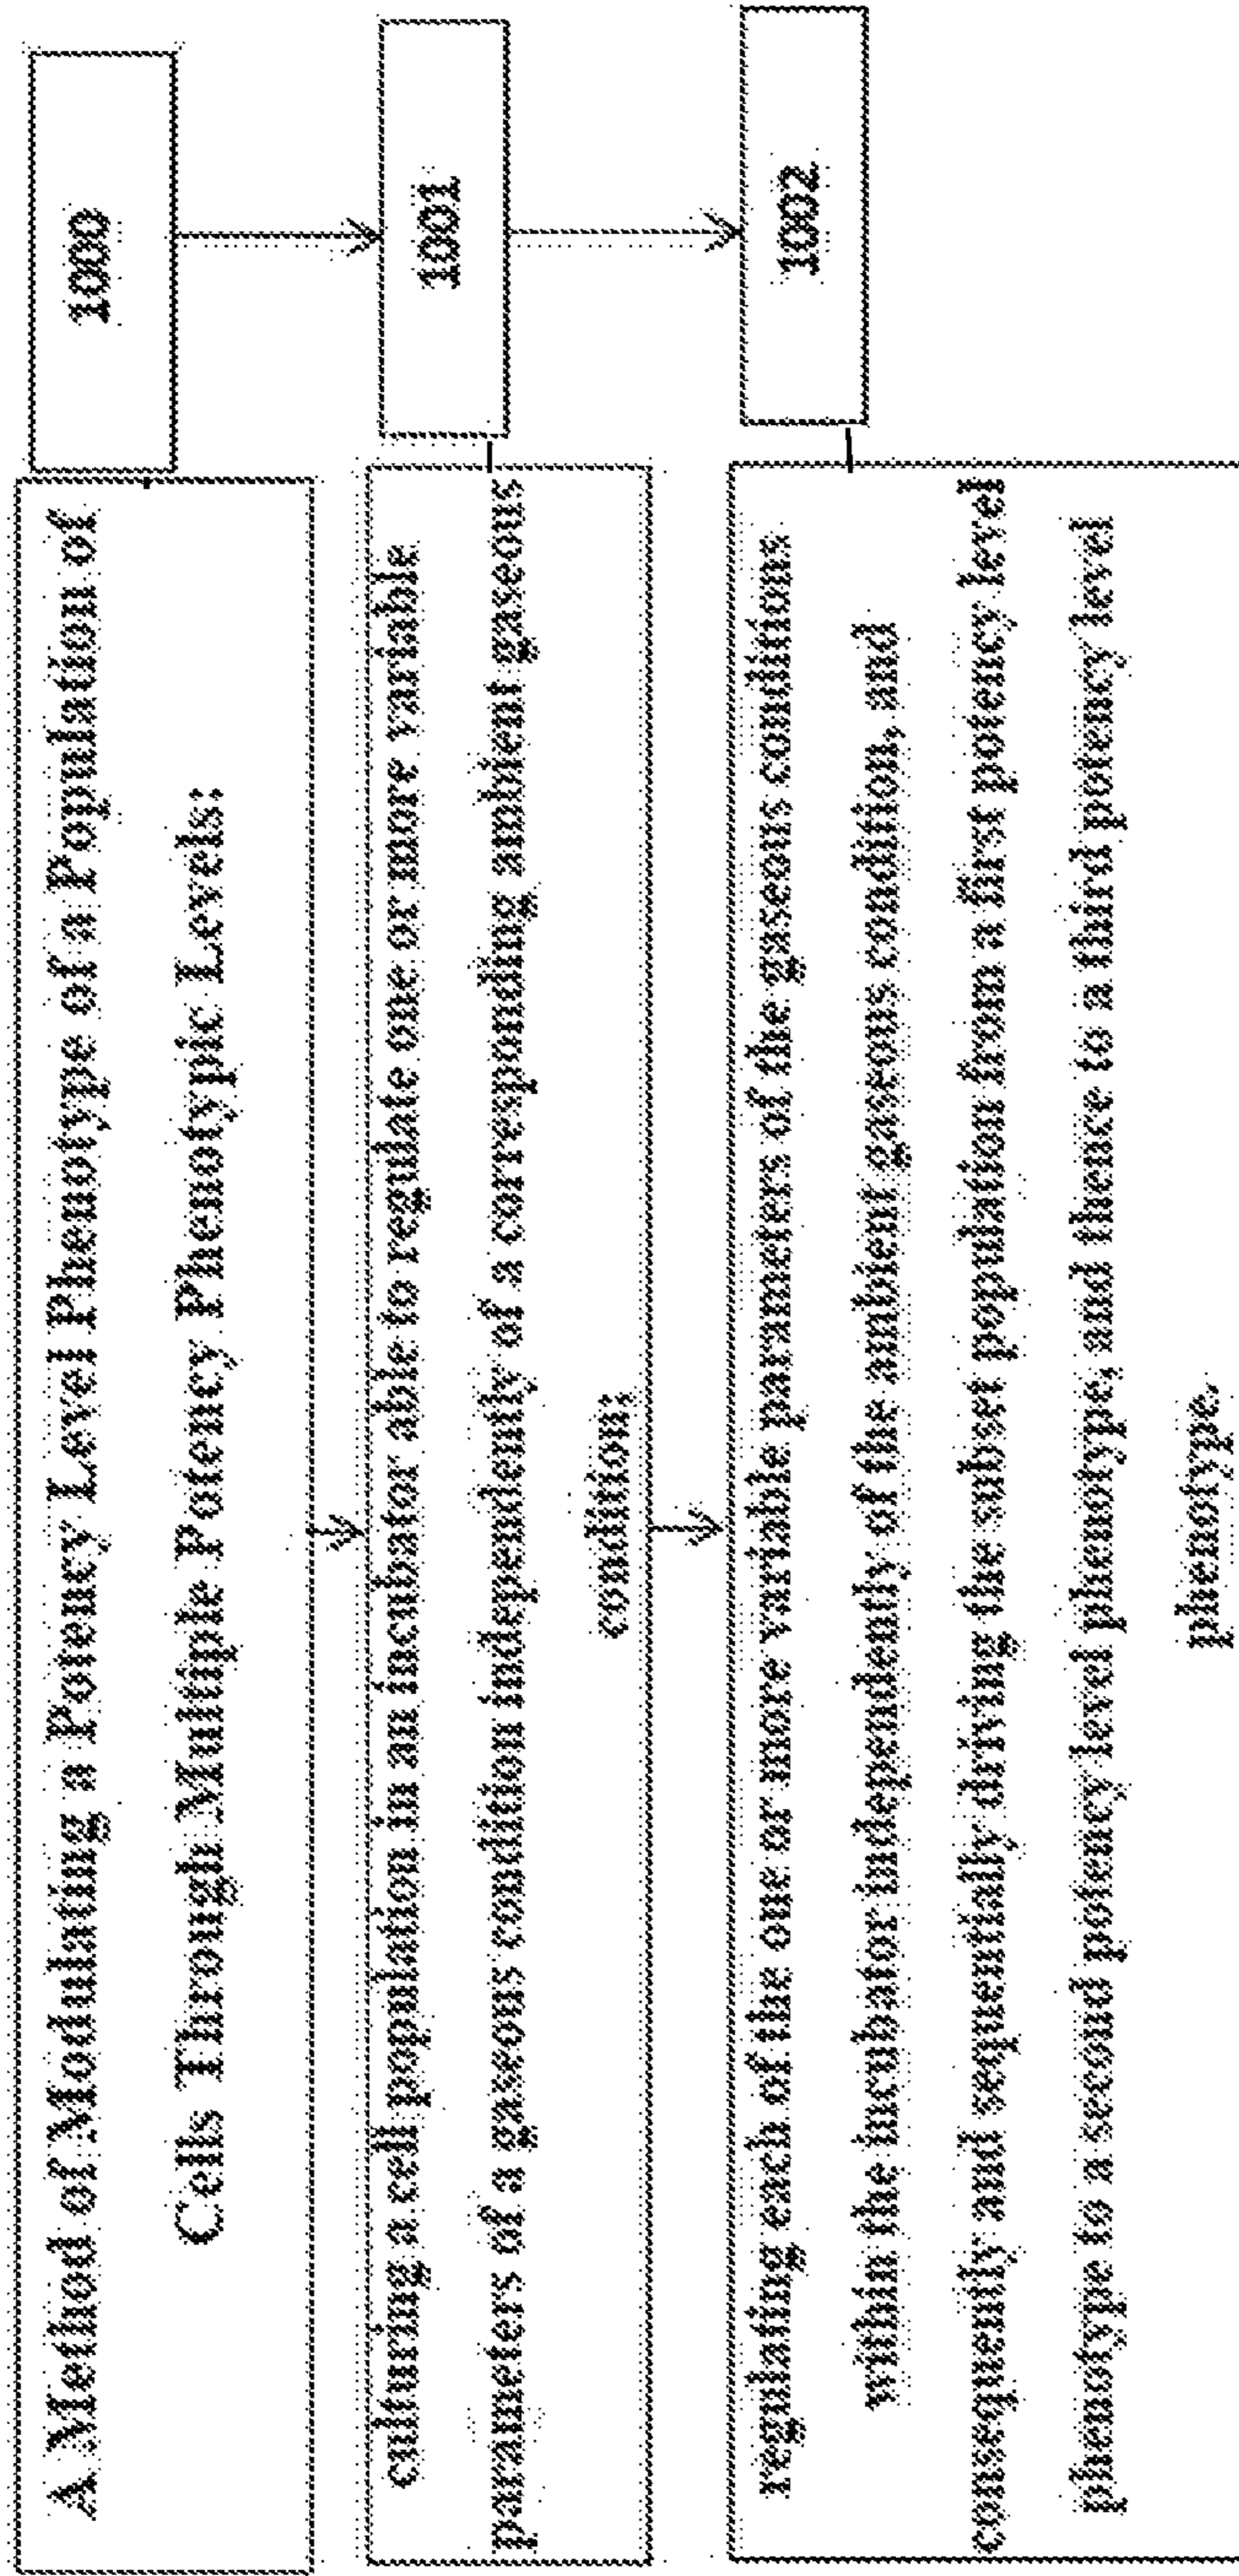 A Method of Modulating a Potency Level Phenotype of a Population of
Cells Through Multiple Potency Phenotypic Levels:
1000
culturing a cell population in an incubator able to regulate one or more variable
parameters of a gaseous condition independently of a corresponding ambient gaseous
condition;
1001
regulating each of the one or more variable parameters of the gaseous conditions
within the incubator independently of the ambient gaseous condition, and
consequently and sequentially driving the subset population from a first potency level
phenotype to a second potency level phenotype, and thence to a third potency level
phenotype.
1002